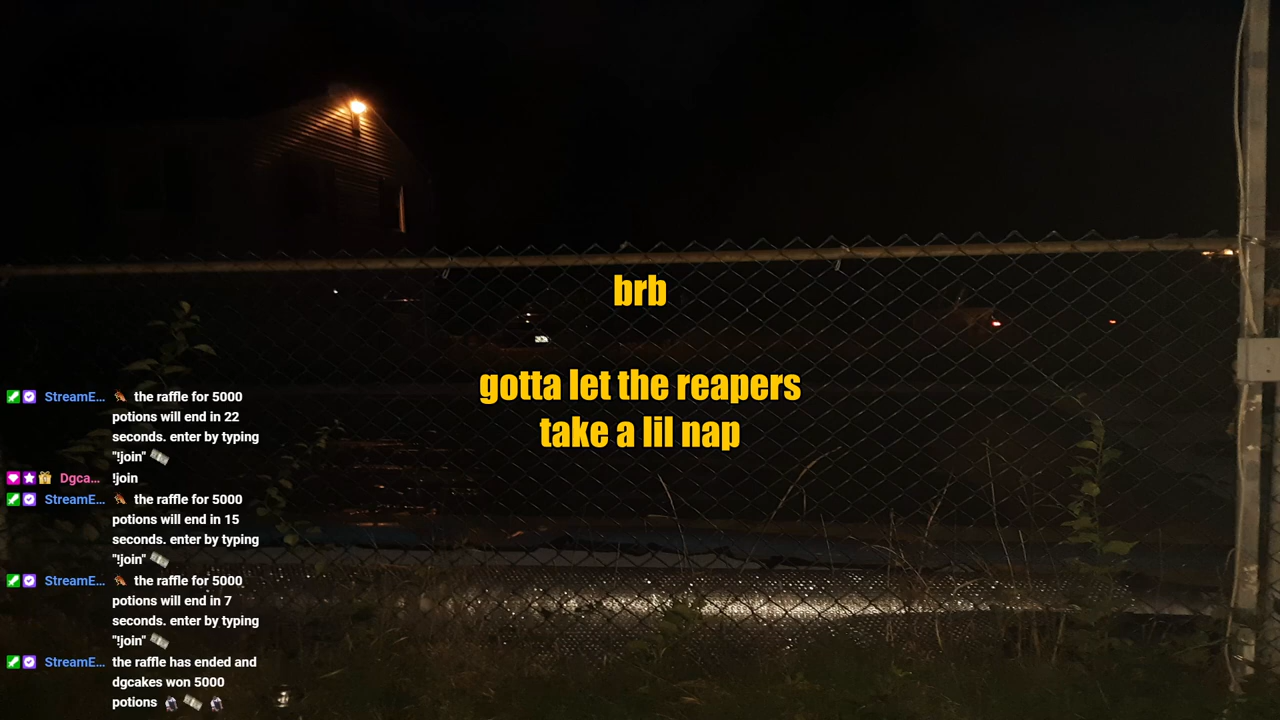 brb
gotta let the reapers
take a lil nap
StreamE... the raffle for 5000
potions will end in 22
seconds. enter by typing
"!join"
Dgca... !join
StreamE... the raffle for 5000
potions will end in 15
seconds. enter by typing
"!join"
StreamE... the raffle for 5000
potions will end in 7
seconds. enter by typing
"!join"
StreamE... the raffle has ended and
dgcakes won 5000
potions